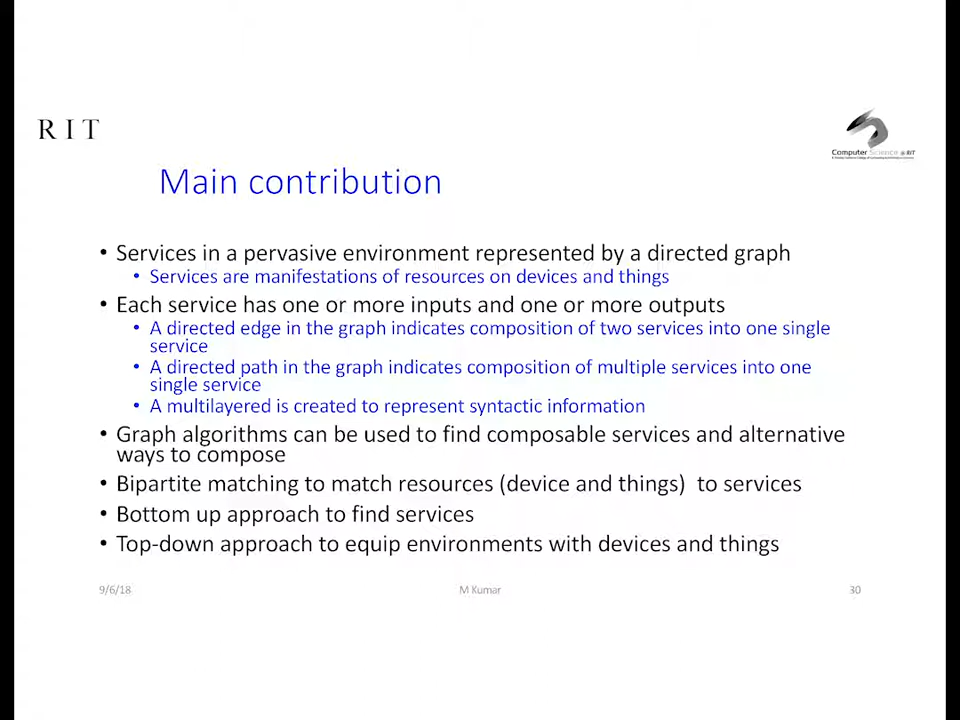 R I T
Computer Science @ RIT
Main contribution
• Services in a pervasive environment represented by a directed graph
• Services are manifestations of resources on devices and things
• Each service has one or more inputs and one or more outputs
• A directed edge in the graph indicates composition of two services into one single
service
• A directed path in the graph indicates composition of multiple services into one
single service
• A multilayered is created to represent syntactic information
• Graph algorithms can be used to find composable services and alternative
ways to compose
• Bipartite matching to match resources (device and things) to services
• Bottom up approach to find services
• Top-down approach to equip environments with devices and things
9/6/18
M Kumar
30